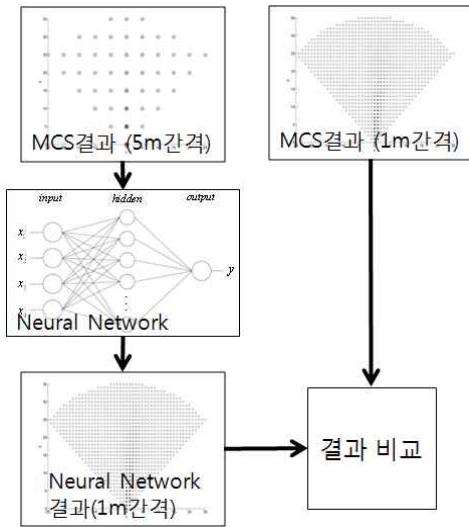 MCS결과 (5m간격)
MCS결과 (1m간격)
input hidden output
x
x
x
x
y
Neural Network
Neural Network
결과(1m간격)
결과 비교